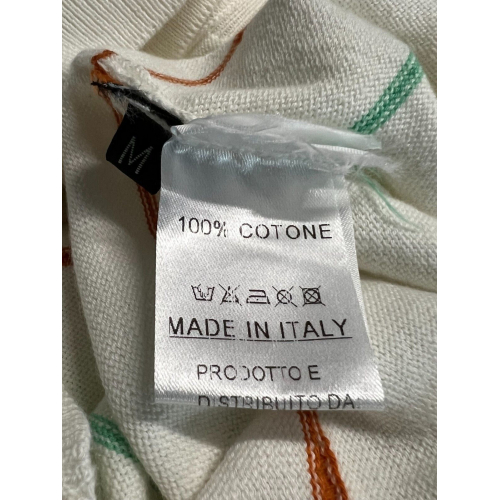 M
100% COTONE
MADE IN ITALY
PRODOTTO E
DISTRIBUITO DA